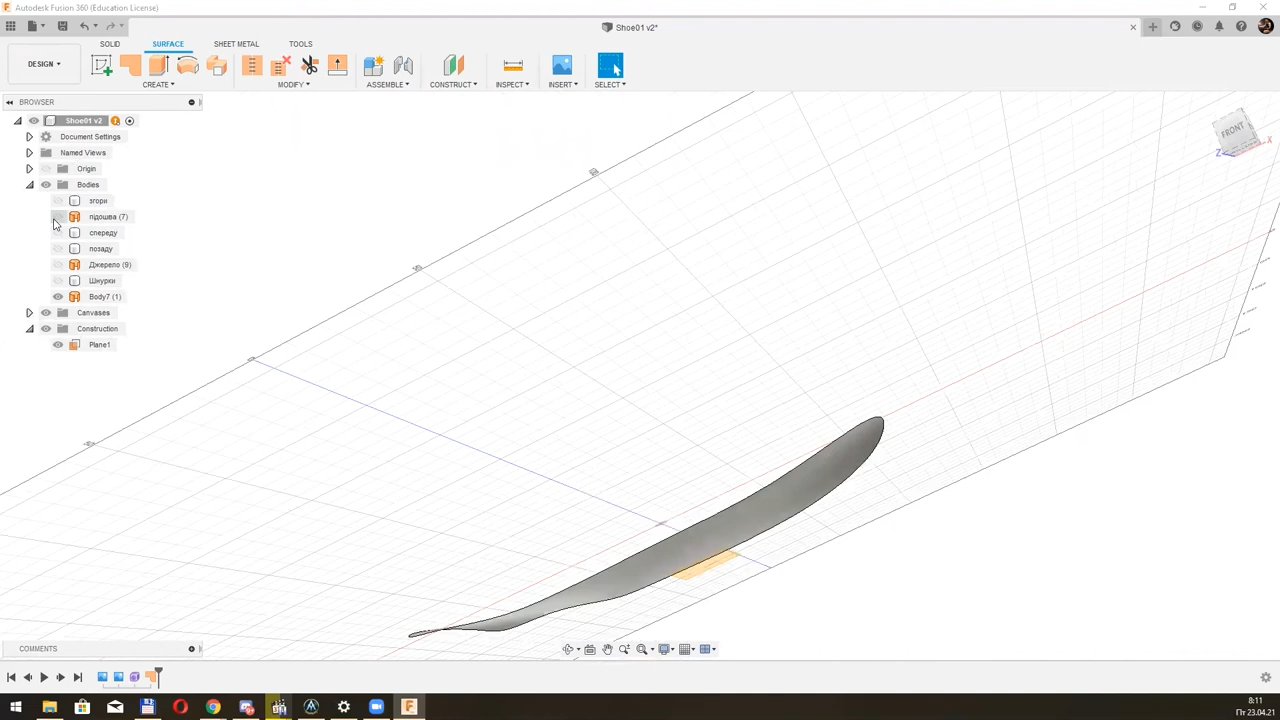 Autodesk Fusion 360 (Education License)
Shoe01 v2*
SOLID SURFACE SHEET METAL TOOLS
DESIGN
CREATE MODIFY ASSEMBLE CONSTRUCT INSPECT INSERT SELECT
BROWSER
Shoe01 v2
Document Settings
Named Views
Origin
Bodies
згори
підошва (7)
спереду
позаду
Джерело (9)
Шнурки
Body7 (1)
Canvases
Construction
Plane1
FRONT
X
Z
COMMENTS
8:11
Пт 23.04.21